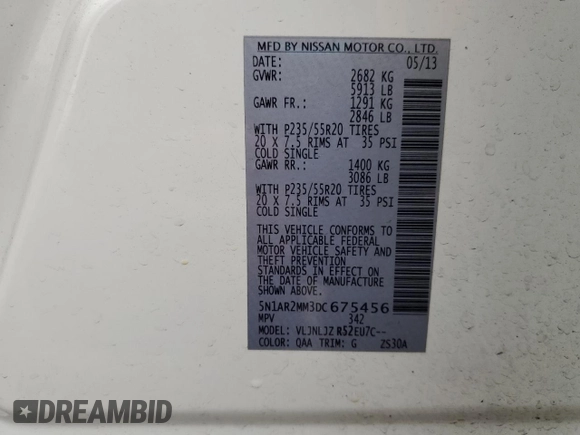 MFD BY NISSAN MOTOR CO., LTD.
DATE: 05/13
GVWR: 2682 KG
5913 LB
GAWR FR.: 1291 KG
2846 LB
WITH P235/55R20 TIRES
20 X 7.5 RIMS AT 35 PSI
COLD SINGLE
GAWR RR.: 1400 KG
3086 LB
WITH P235/55R20 TIRES
20 X 7.5 RIMS AT 35 PSI
COLD SINGLE
THIS VEHICLE CONFORMS TO
ALL APPLICABLE FEDERAL
MOTOR VEHICLE SAFETY AND
THEFT PREVENTION
STANDARDS IN EFFECT ON
THE DATE OF MANUFACTURE
SHOWN ABOVE.
5N1AR2MM3DC675456
MPV 342
MODEL: VLJNLJZ R52EU7C--
COLOR: QAA TRIM: G 2S30A
DREAMBID